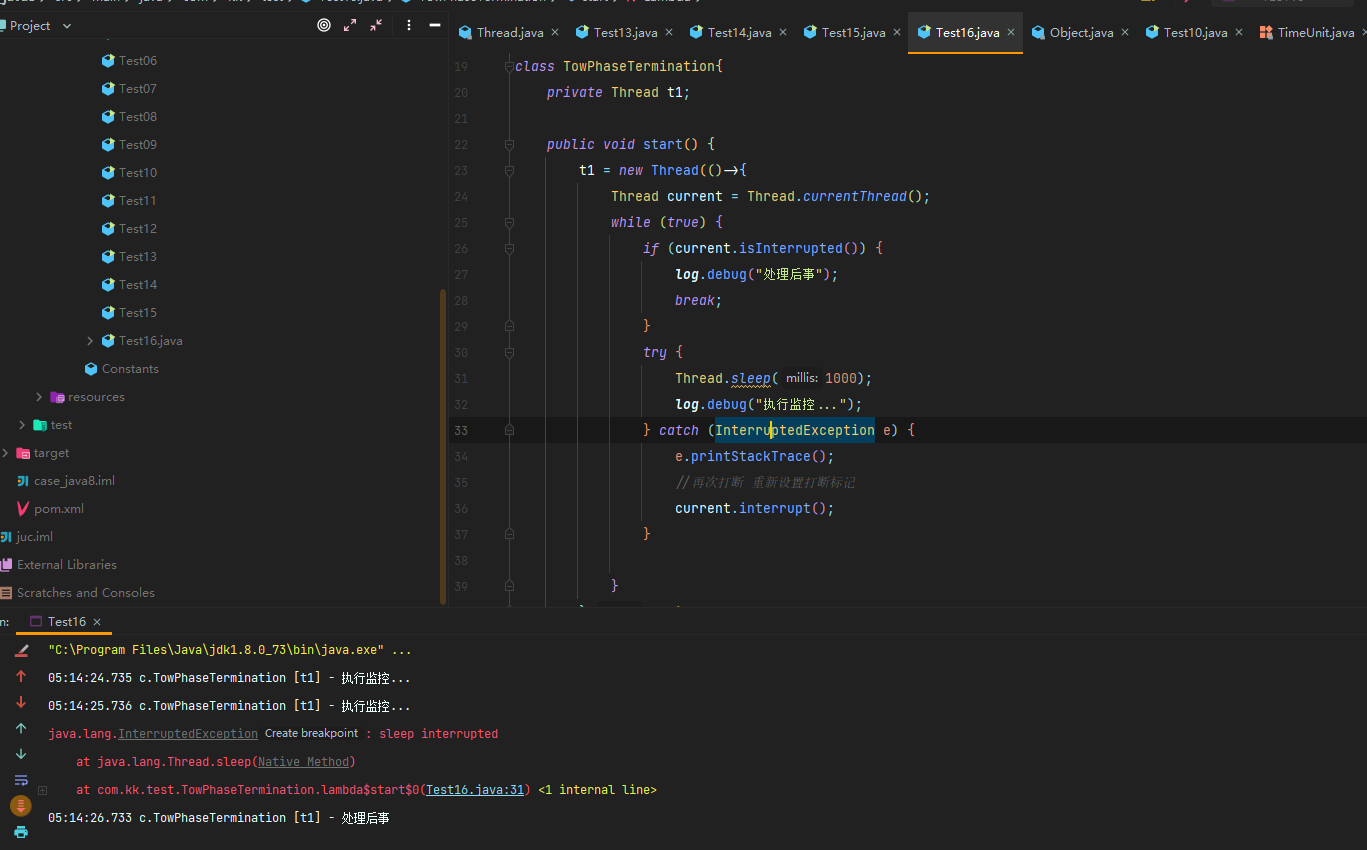 Project
Thread.java
Test13.java
Test14.java
Test15.java
Test16.java
Object.java
Test10.java
TimeUnit.java
Test06
Test07
Test08
Test09
Test10
Test11
Test12
Test13
Test14
Test15
Test16.java
Constants
resources
test
target
case_java8.iml
pom.xml
juc.iml
External Libraries
Scratches and Consoles
19 class TowPhaseTermination{
20 private Thread t1;
21
22 public void start() {
23 t1 = new Thread(()->{
24 Thread current = Thread.currentThread();
25 while (true) {
26 if (current.isInterrupted()) {
27 log.debug("处理后事");
28 break;
29 }
30 try {
31 Thread.sleep( millis: 1000);
32 log.debug("执行监控...");
33 } catch (InterruptedException e) {
34 e.printStackTrace();
35 //再次打断 重新设置打断标记
36 current.interrupt();
37 }
38
39 }
n:
Test16
"C:\Program Files\Java\jdk1.8.0_73\bin\java.exe" ...
05:14:24.735 c.TowPhaseTermination [t1] - 执行监控...
05:14:25.736 c.TowPhaseTermination [t1] - 执行监控...
java.lang.InterruptedException Create breakpoint : sleep interrupted
at java.lang.Thread.sleep(Native Method)
at com.kk.test.TowPhaseTermination.lambda$start$0(Test16.java:31) <1 internal line>
05:14:26.733 c.TowPhaseTermination [t1] - 处理后事